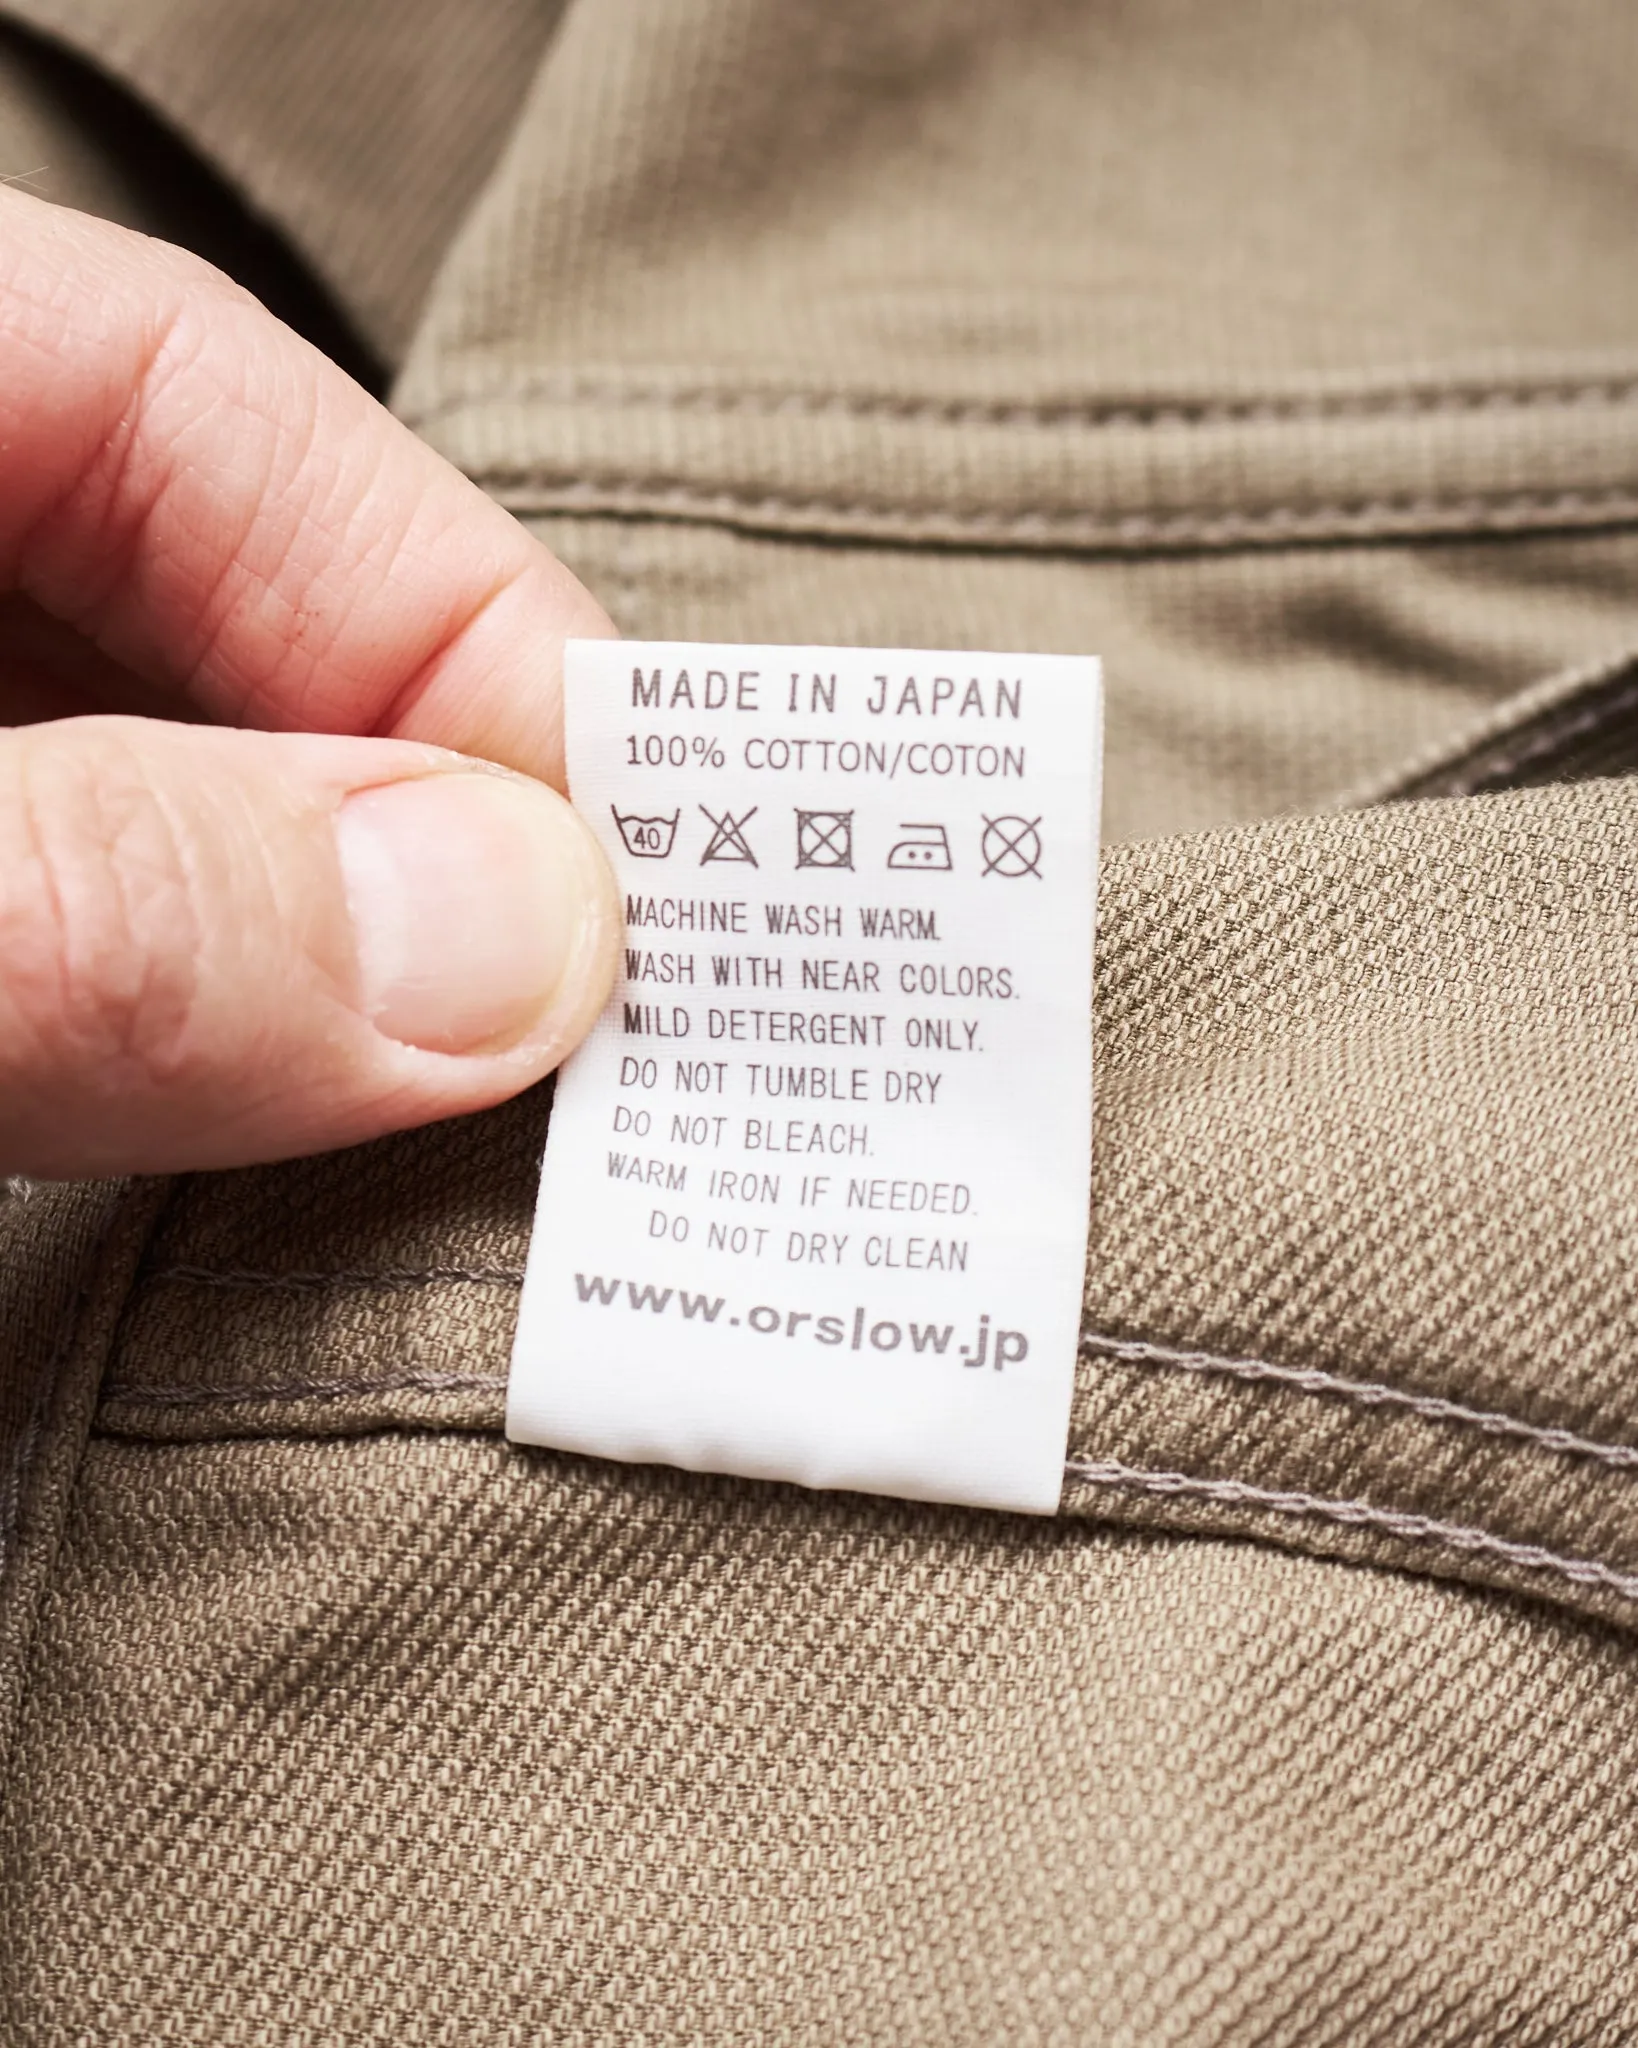 MADE IN JAPAN
100% COTTON/COTON
40
MACHINE WASH WARM.
WASH WITH NEAR COLORS.
MILD DETERGENT ONLY.
DO NOT TUMBLE DRY
DO NOT BLEACH.
WARM IRON IF NEEDED.
DO NOT DRY CLEAN
www.orslow.jp